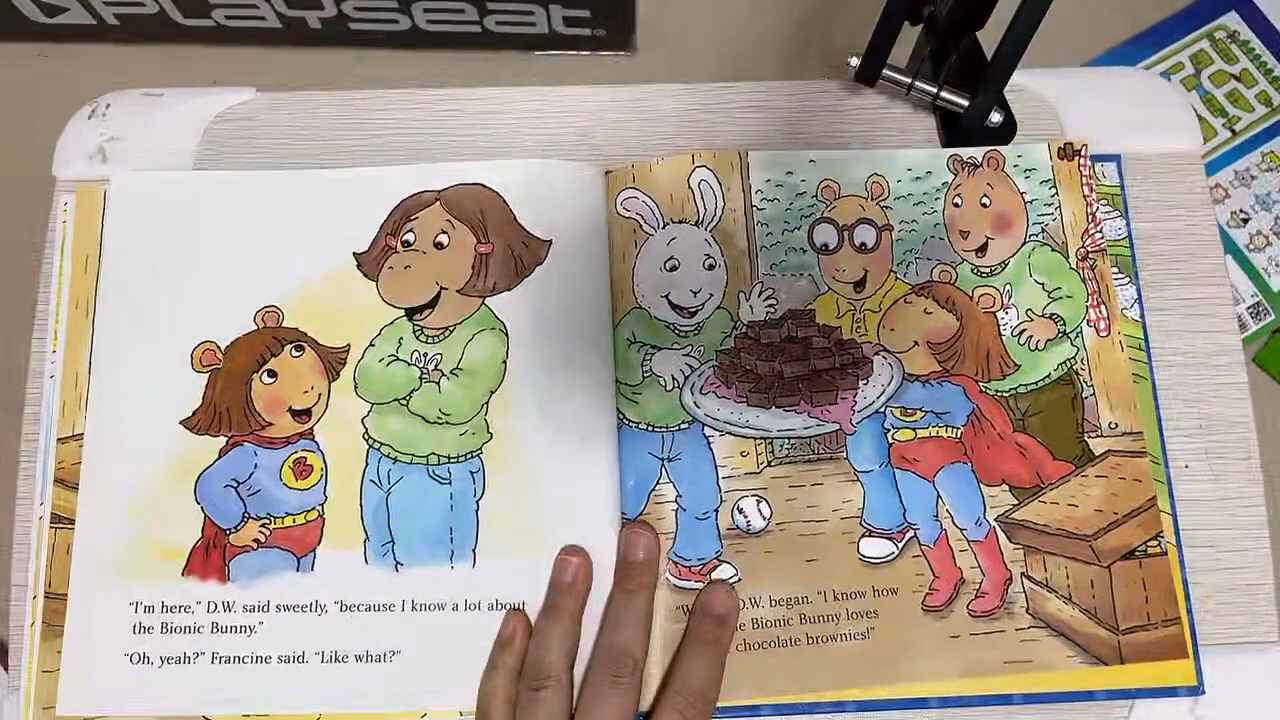 PLAYSEAT
"I'm here," D.W. said sweetly, "because I know a lot about
the Bionic Bunny."
"Oh, yeah?" Francine said. "Like what?"
D.W. began. "I know how
Bionic Bunny loves
chocolate brownies!"
B